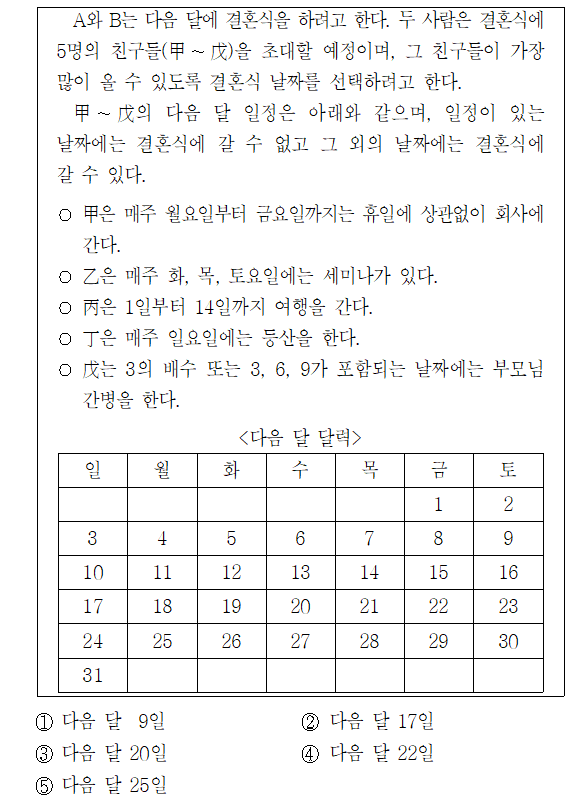 A와 B는 다음 달에 결혼식을 하려고 한다. 두 사람은 결혼식에
5명의 친구들(甲～戊)을 초대할 예정이며, 그 친구들이 가장
많이 올 수 있도록 결혼식 날짜를 선택하려고 한다.
甲～戊의 다음 달 일정은 아래와 같으며, 일정이 있는
날짜에는 결혼식에 갈 수 없고 그 외의 날짜에는 결혼식에
갈 수 있다.
○ 甲은 매주 월요일부터 금요일까지는 휴일에 상관없이 회사에
간다.
○ 乙은 매주 화, 목, 토요일에는 세미나가 있다.
○ 丙은 1일부터 14일까지 여행을 간다.
○ 丁은 매주 일요일에는 등산을 한다.
○ 戊는 3의 배수 또는 3, 6, 9가 포함되는 날짜에는 부모님
간병을 한다.
<다음 달 달력>
일 월 화 수 목 금 토
1 2
3 4 5 6 7 8 9
10 11 12 13 14 15 16
17 18 19 20 21 22 23
24 25 26 27 28 29 30
31
① 다음 달 9일 ② 다음 달 17일
③ 다음 달 20일 ④ 다음 달 22일
⑤ 다음 달 25일